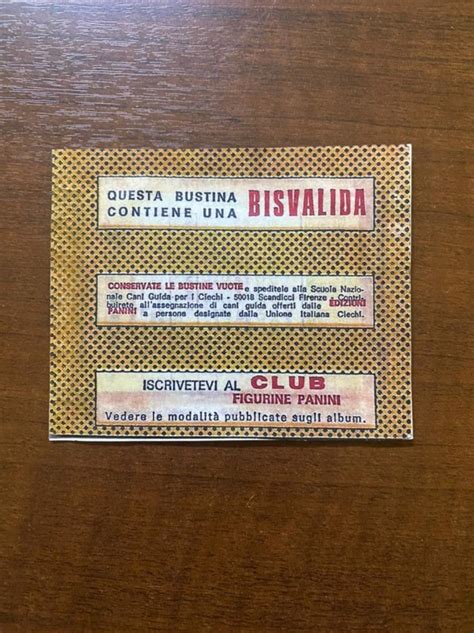 QUESTA BUSTINA
CONTIENE UNA BISVALIDA
CONSERVATE LE BUSTINE VUOTE e speditele alla Scuola Nazio-
nale Cani Guida per i Ciechi - 50018 Scandicci Firenze - Contri-
buirete all'assegnazione di cani guida offerti dalle EDIZIONI
PANINI a persone designate dalla Unione Italiana Ciechi.
ISCRIVETEVI AL CLUB
FIGURINE PANINI
Vedere le modalità pubblicate sugli album.